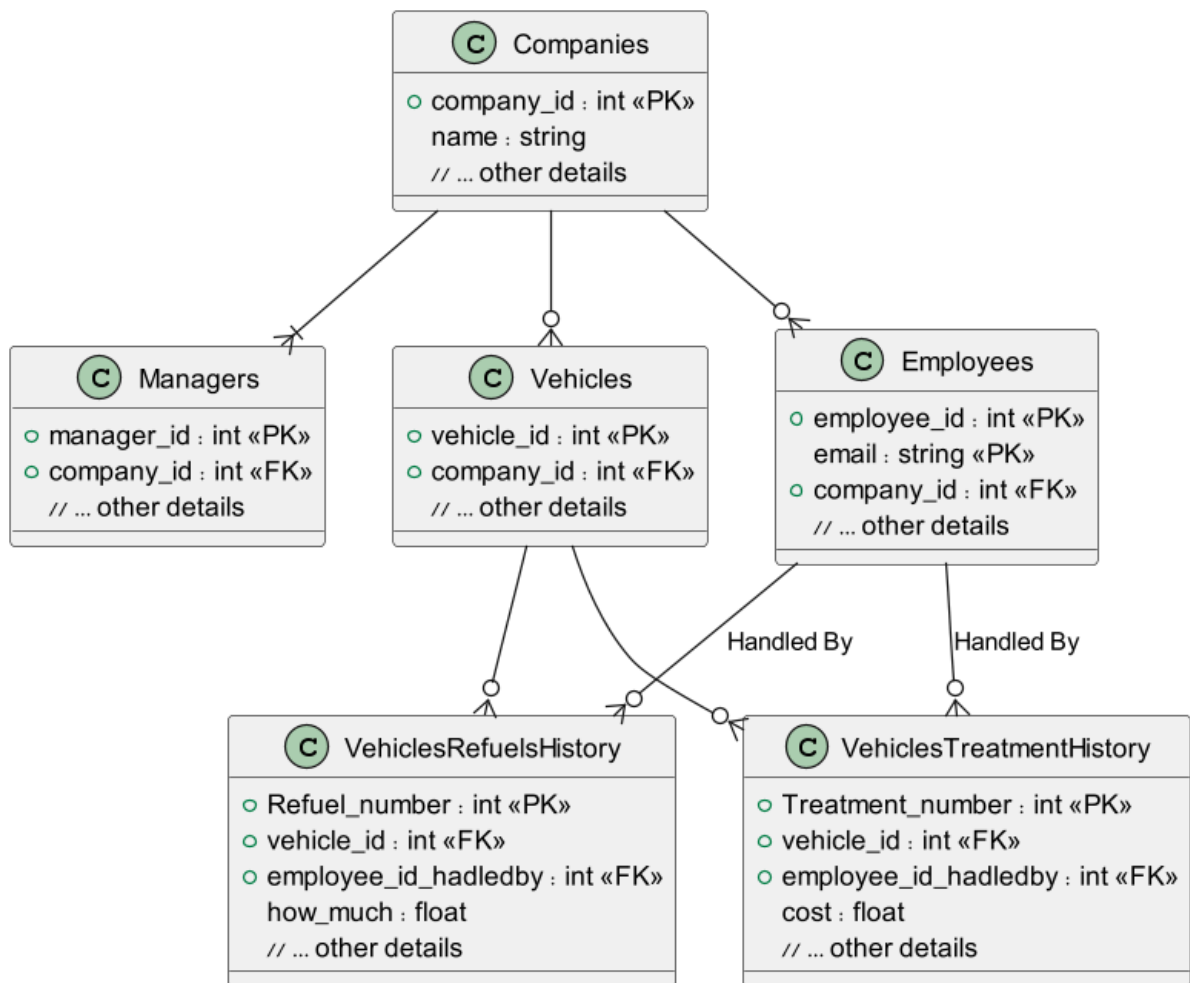 C Companies
company_id : int «PK»
name : string
// ... other details
C Managers
manager_id : int «PK»
company_id : int «FK»
// ... other details
C Vehicles
vehicle_id : int «PK»
company_id : int «FK»
// ... other details
C Employees
employee_id : int «PK»
email : string «PK»
company_id : int «FK»
// ... other details
Handled By
Handled By
C VehiclesRefuelsHistory
Refuel_number : int «PK»
vehicle_id : int «FK»
employee_id_hadledby : int «FK»
how_much : float
// ... other details
C VehiclesTreatmentHistory
Treatment_number : int «PK»
vehicle_id : int «FK»
employee_id_hadledby : int «FK»
cost : float
// ... other details